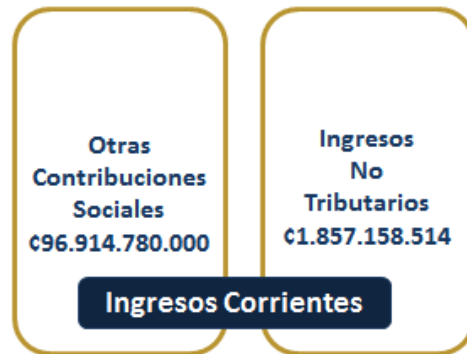 Otras
Contribuciones
Sociales
¢96.914.780.000
Ingresos
No
Tributarios
¢1.857.158.514
Ingresos Corrientes